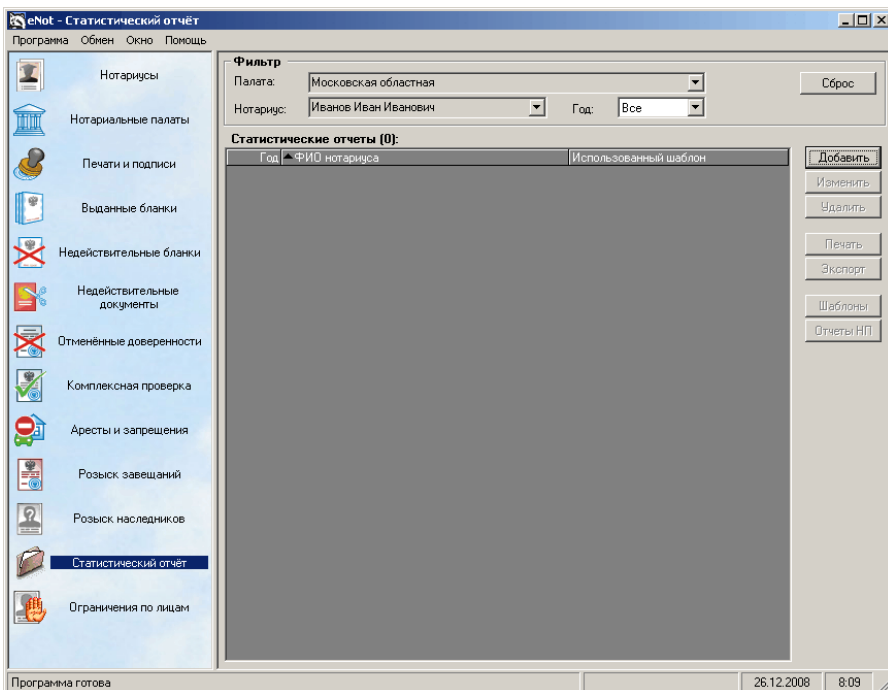 eNot - Статистический отчёт
Программа Обмен Окно Помощь
Нотариусы
Нотариальные палаты
Печати и подписи
Выданные бланки
Недействительные бланки
Недействительные
документы
Отменённые доверенности
Комплексная проверка
Аресты и запрещения
Розыск завещаний
Розыск наследников
Статистический отчёт
Ограничения по лицам
Фильтр
Палата: Московская областная
Сброс
Нотариус: Иванов Иван Иванович Год: Все
Статистические отчеты (0):
Год ФИО нотариуса Использованный шаблон
Добавить
Изменить
Удалить
Печать
Экспорт
Шаблоны
Отчеты НП
Программа готова 26.12.2008 8:09